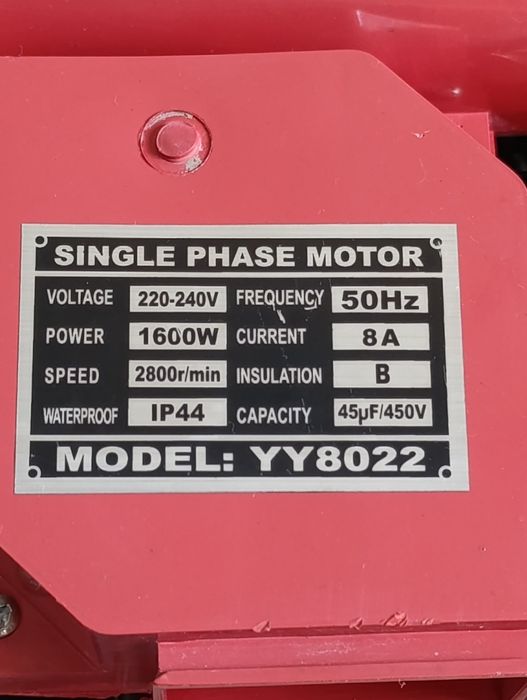 SINGLE PHASE MOTOR
VOLTAGE 220-240V FREQUENCY 50Hz
POWER 1600W CURRENT 8A
SPEED 2800r/min INSULATION B
WATERPROOF IP44 CAPACITY 45μF/450V
MODEL: YY8022